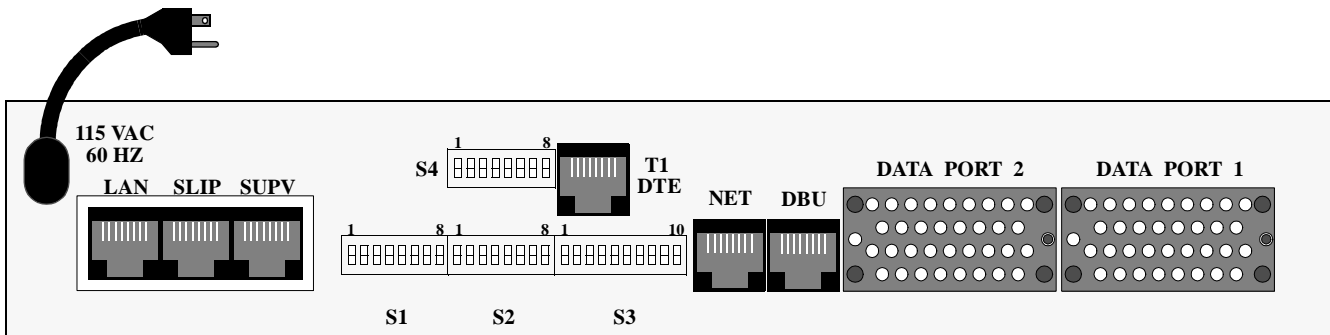 115 VAC
60 HZ
LAN SLIP SUPV
S4
1 8
T1
DTE
NET DBU
DATA PORT 2
DATA PORT 1
1 8
1 8
1 10
S1 S2 S3